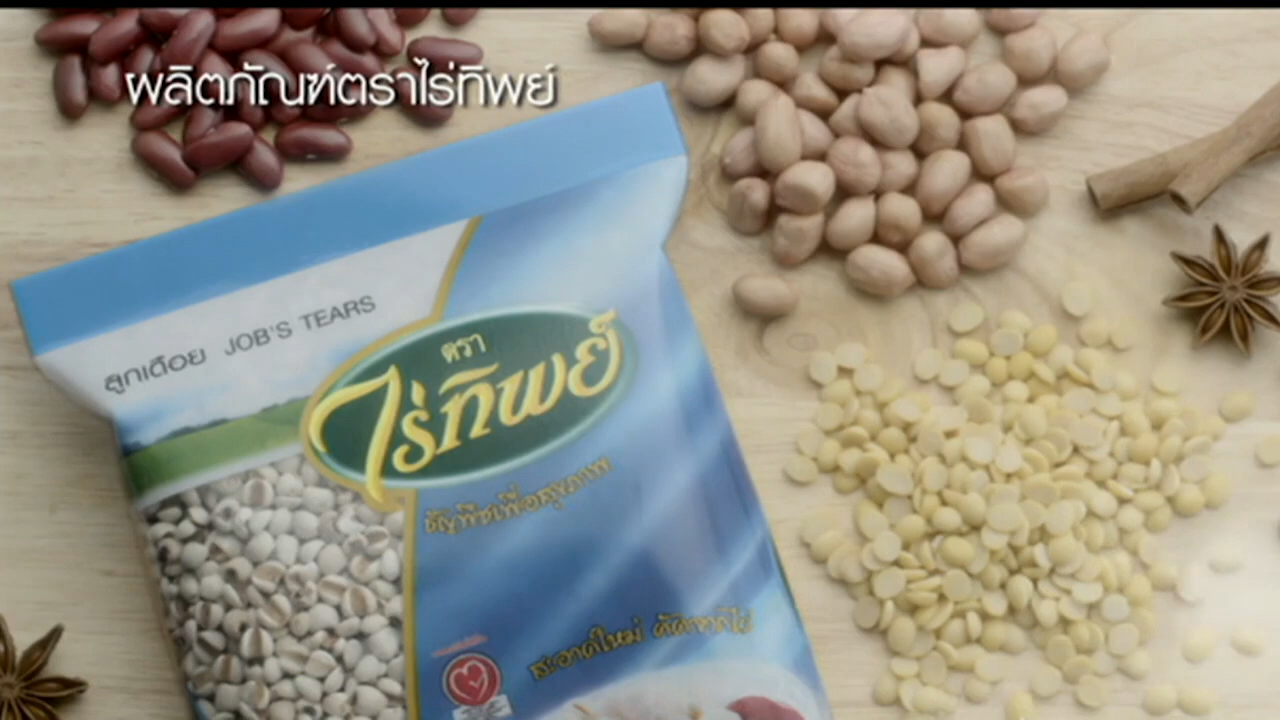 ผลิตภัณฑ์ตราไร่ทิพย์
ลูกเดือย JOB'S TEARS
ตรา
ไร่ทิพย์
ธัญพืชเพื่อสุขภาพ
สะอาด ใหม่